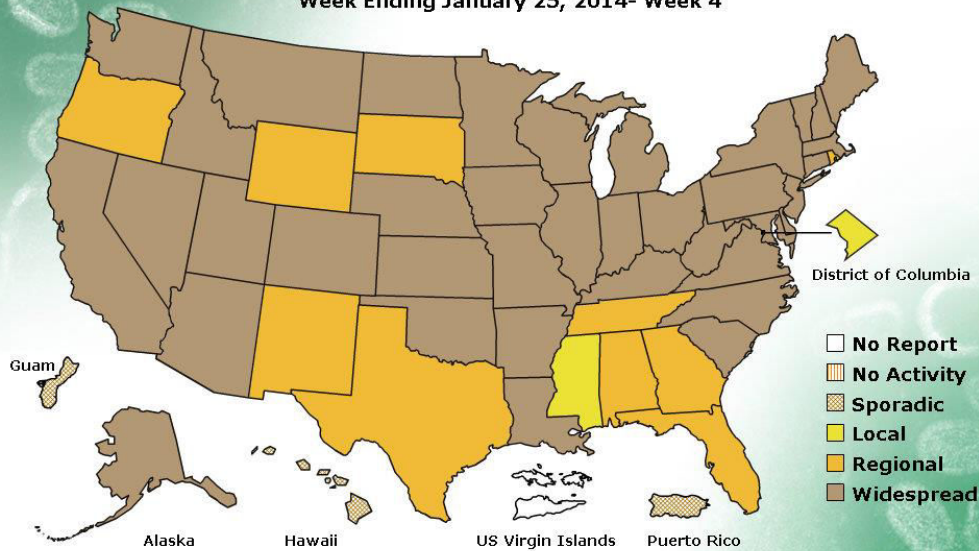 Week Ending January 25, 2014- Week 4
District of Columbia
No Report
Guam
No Activity
Sporadic
Local
Regional
Widespread
Alaska
Hawaii
US Virgin Islands
Puerto Rico